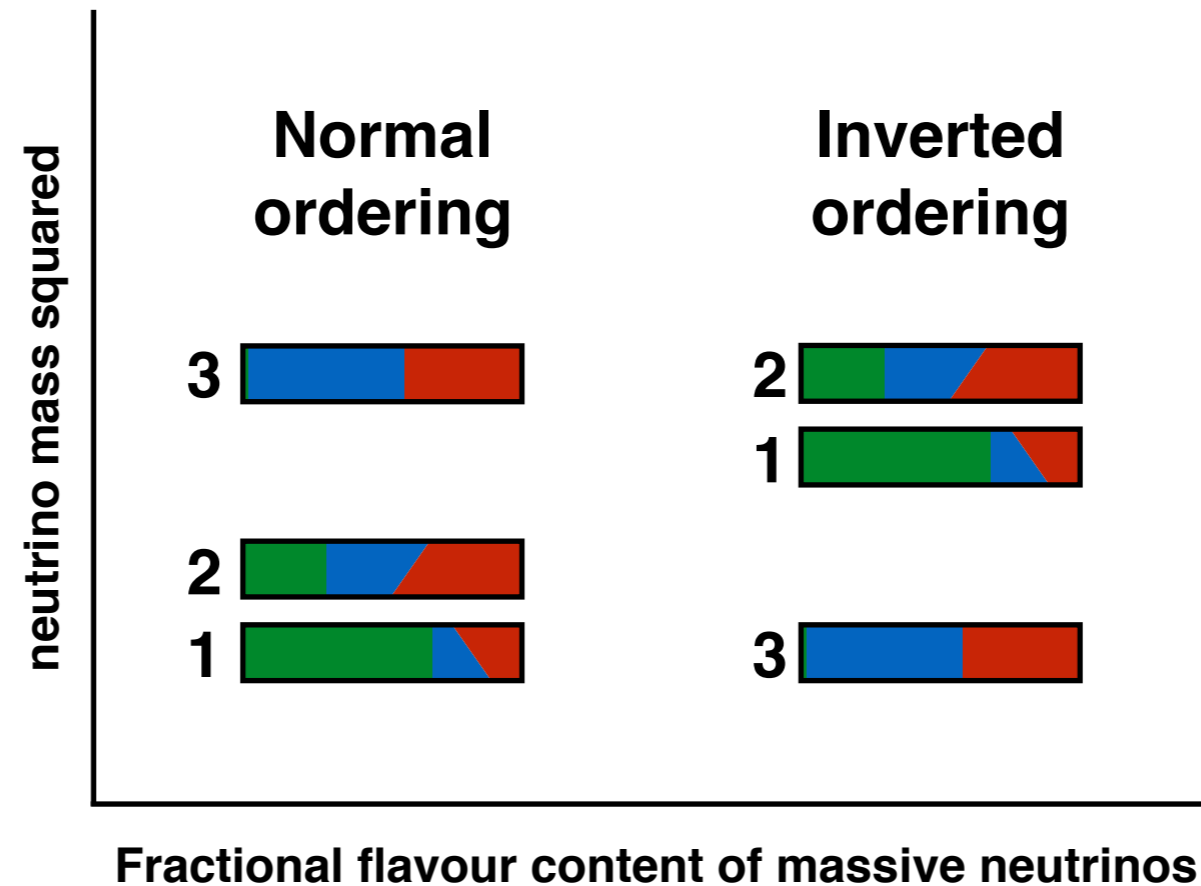 neutrino mass squared
Normal
ordering
3
2
1
Inverted
ordering
2
1
3
Fractional flavour content of massive neutrinos